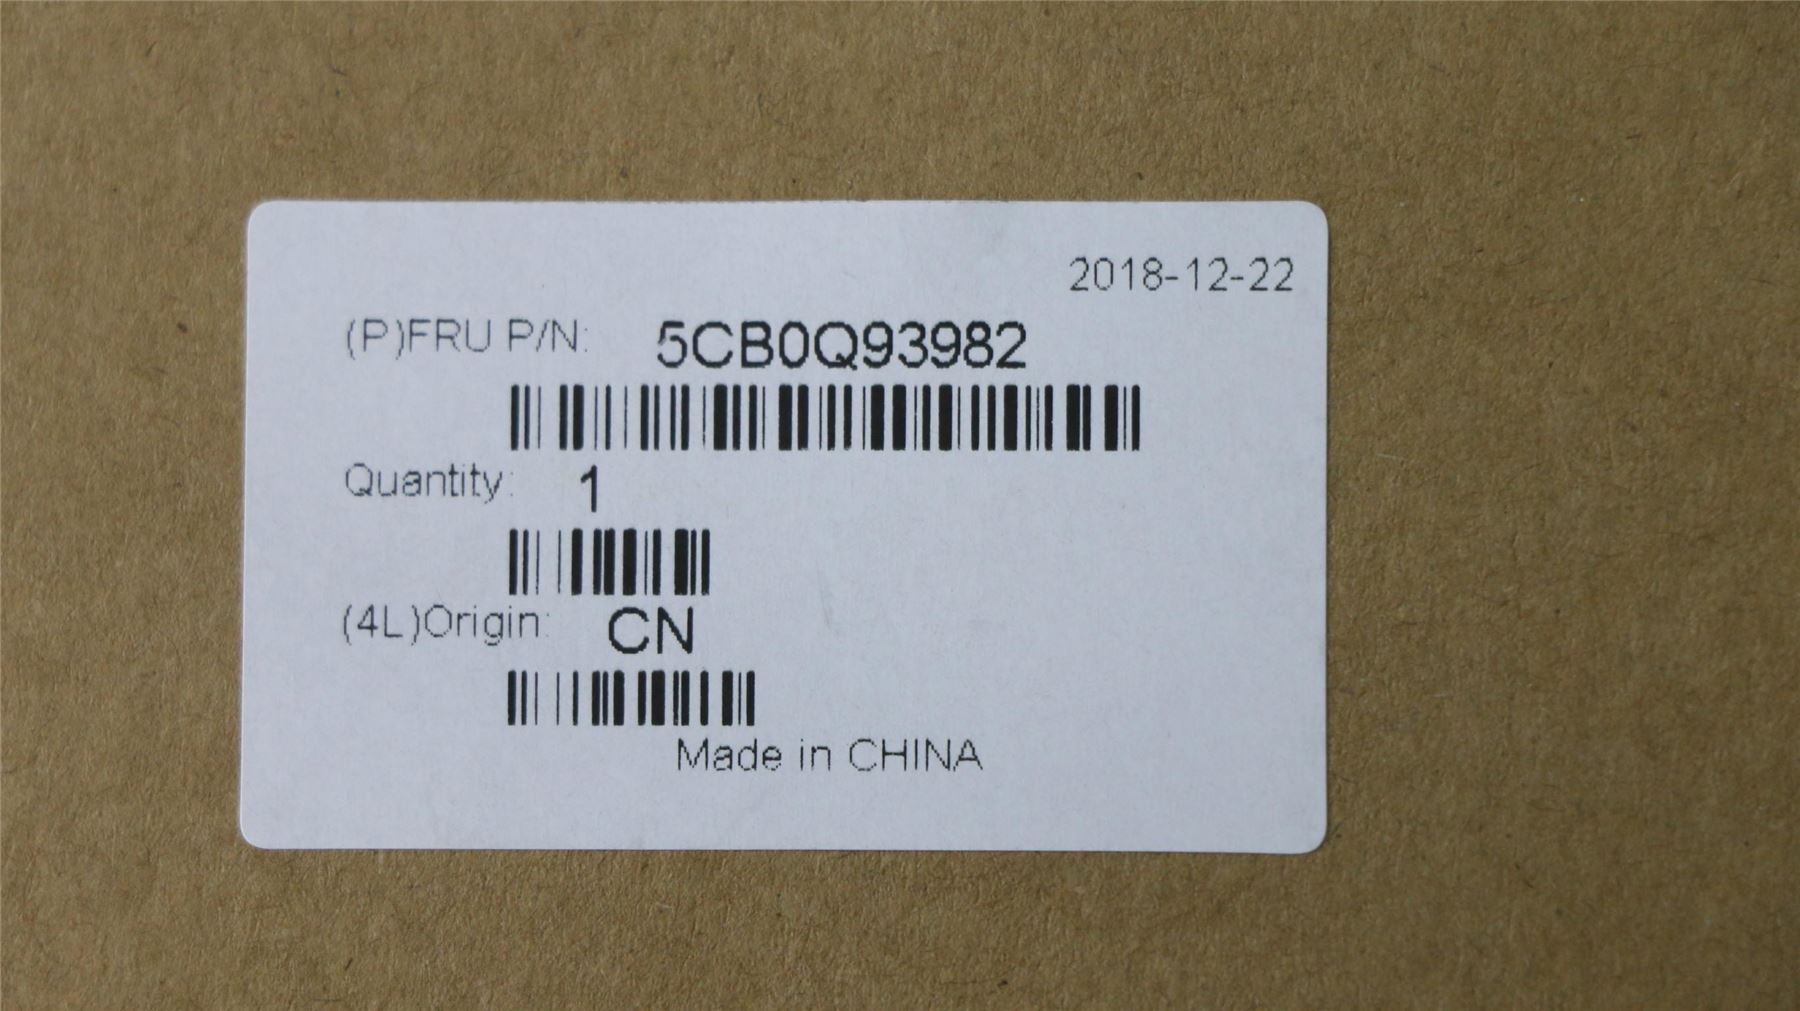 2018-12-22
(P)FRU P/N: 5CB0Q93982
Quantity: 1
(4L)Origin: CN
Made in CHINA